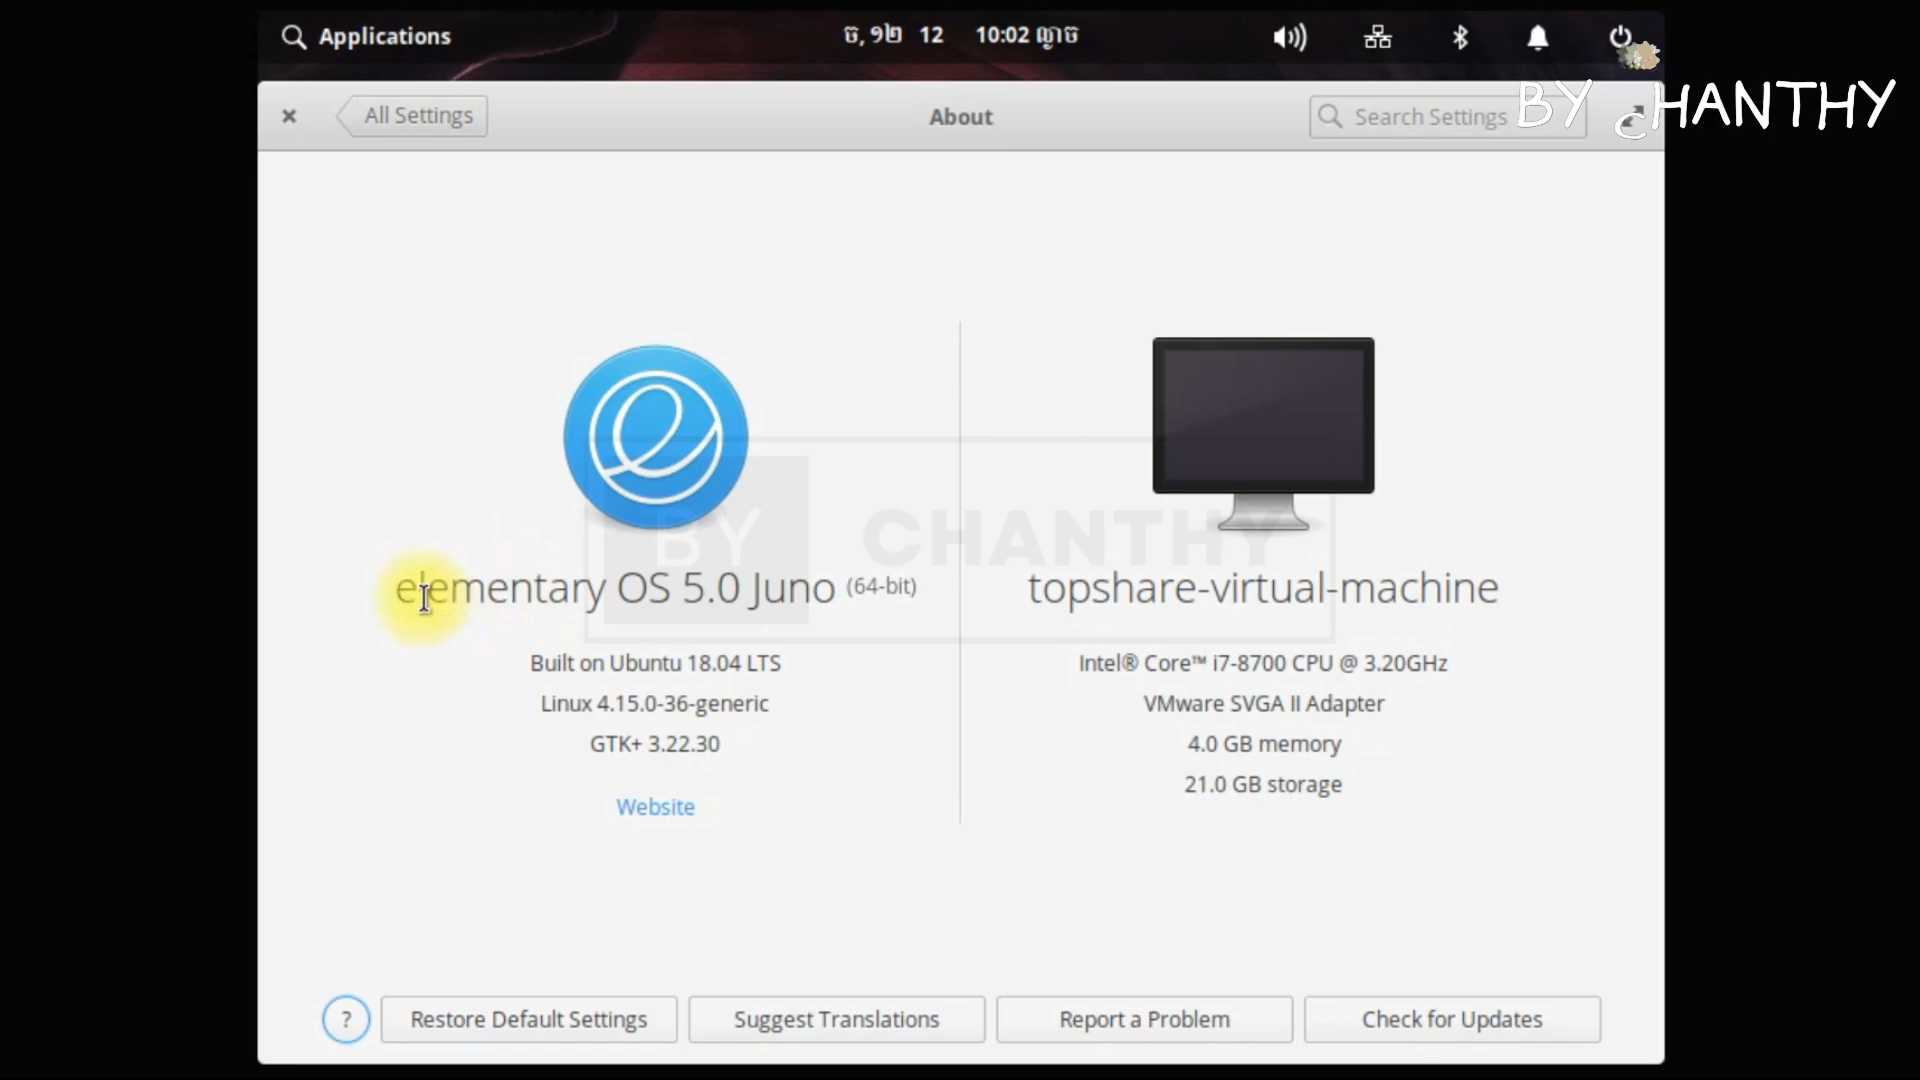 Applications
ច, ១២ 12 10:02 ល្ងាច
BY CHANTHY
All Settings
About
Search Settings
BY CHANTHY
elementary OS 5.0 Juno (64-bit)
topshare-virtual-machine
Built on Ubuntu 18.04 LTS
Intel® Core™ i7-8700 CPU @ 3.20GHz
Linux 4.15.0-36-generic
VMware SVGA II Adapter
GTK+ 3.22.30
4.0 GB memory
21.0 GB storage
Website
?
Restore Default Settings
Suggest Translations
Report a Problem
Check for Updates